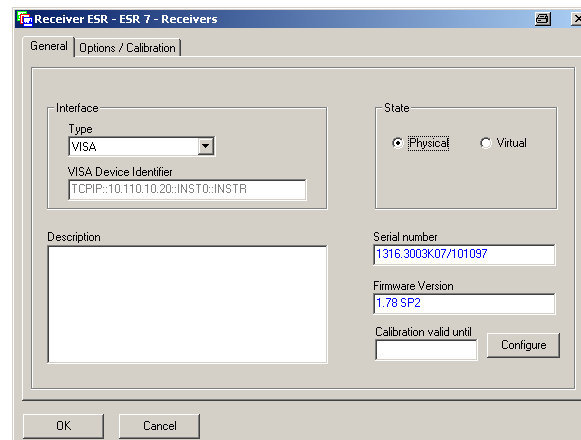 Receiver ESR - ESR 7 - Receivers
General
Options / Calibration
Interface
Type
VISA
VISA Device Identifier
TCPIP::10.110.10.20::INST0::INSTR
State
Physical
Virtual
Description
Serial number
1316.3003K07/101097
Firmware Version
1.78 SP2
Calibration valid until
Configure
OK
Cancel